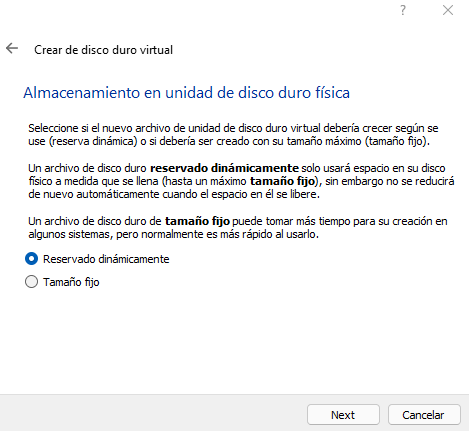 ?
Crear de disco duro virtual
Almacenamiento en unidad de disco duro física
Seleccione si el nuevo archivo de unidad de disco duro virtual debería crecer según se
use (reserva dinámica) o si debería ser creado con su tamaño máximo (tamaño fijo).
Un archivo de disco duro reservado dinámicamente solo usará espacio en su disco
físico a medida que se llena (hasta un máximo tamaño fijo), sin embargo no se reducirá
de nuevo automáticamente cuando el espacio en él se libere.
Un archivo de disco duro de tamaño fijo puede tomar más tiempo para su creación en
algunos sistemas, pero normalmente es más rápido al usarlo.
Reservado dinámicamente
Tamaño fijo
Next
Cancelar